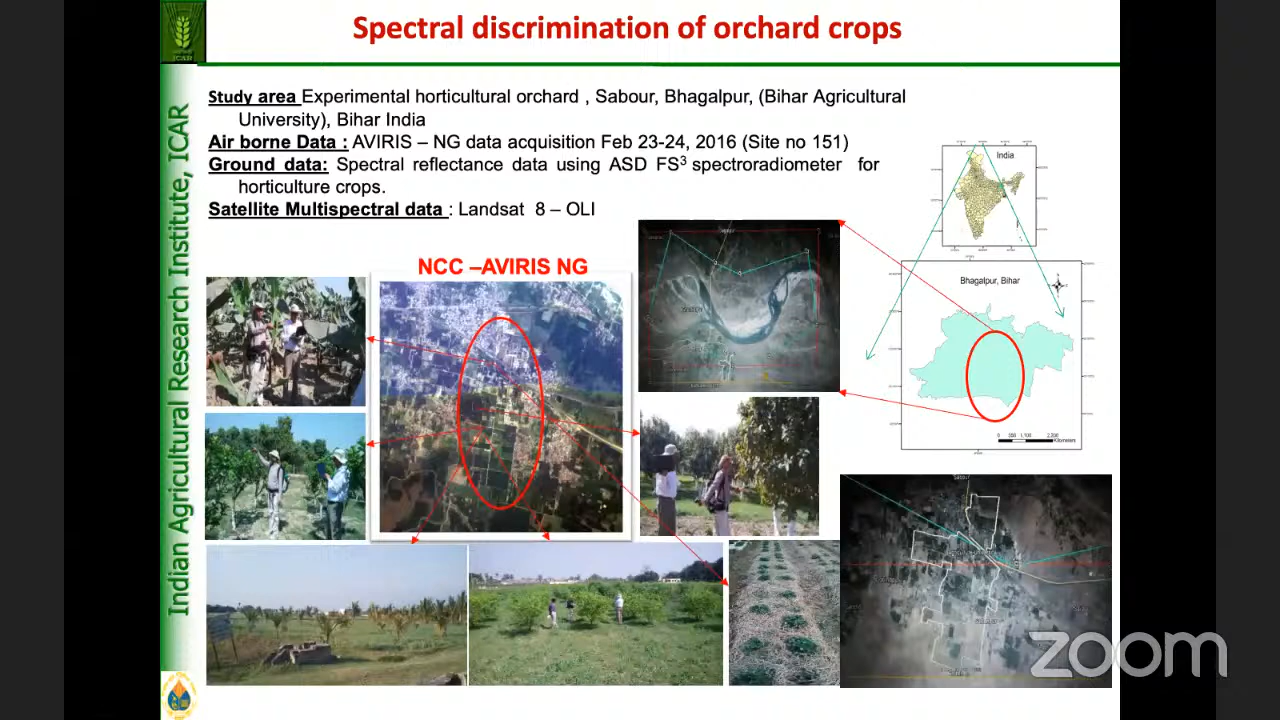 Spectral discrimination of orchard crops
ICAR
Indian Agricultural Research Institute, ICAR
Study area Experimental horticultural orchard , Sabour, Bhagalpur, (Bihar Agricultural
University), Bihar India
Air borne Data : AVIRIS – NG data acquisition Feb 23-24, 2016 (Site no 151)
Ground data: Spectral reflectance data using ASD FS3 spectroradiometer for
horticulture crops.
Satellite Multispectral data : Landsat 8 – OLI
India
NCC –AVIRIS NG
Bhagalpur, Bihar
Kilometers
Sabour
zoom